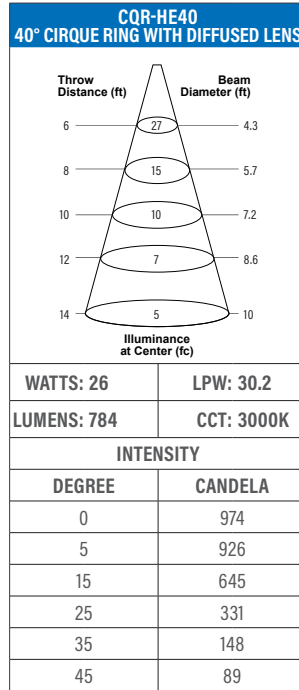 CQR-HE40
40° CIRQUE RING WITH DIFFUSED LENS
Throw Beam
Distance (ft) Diameter (ft)
6 27 4.3
8 15 5.7
10 10 7.2
12 7 8.6
14 5 10
Illuminance
at Center (fc)
WATTS: 26 LPW: 30.2
LUMENS: 784 CCT: 3000K
INTENSITY
DEGREE CANDELA
0 974
5 926
15 645
25 331
35 148
45 89